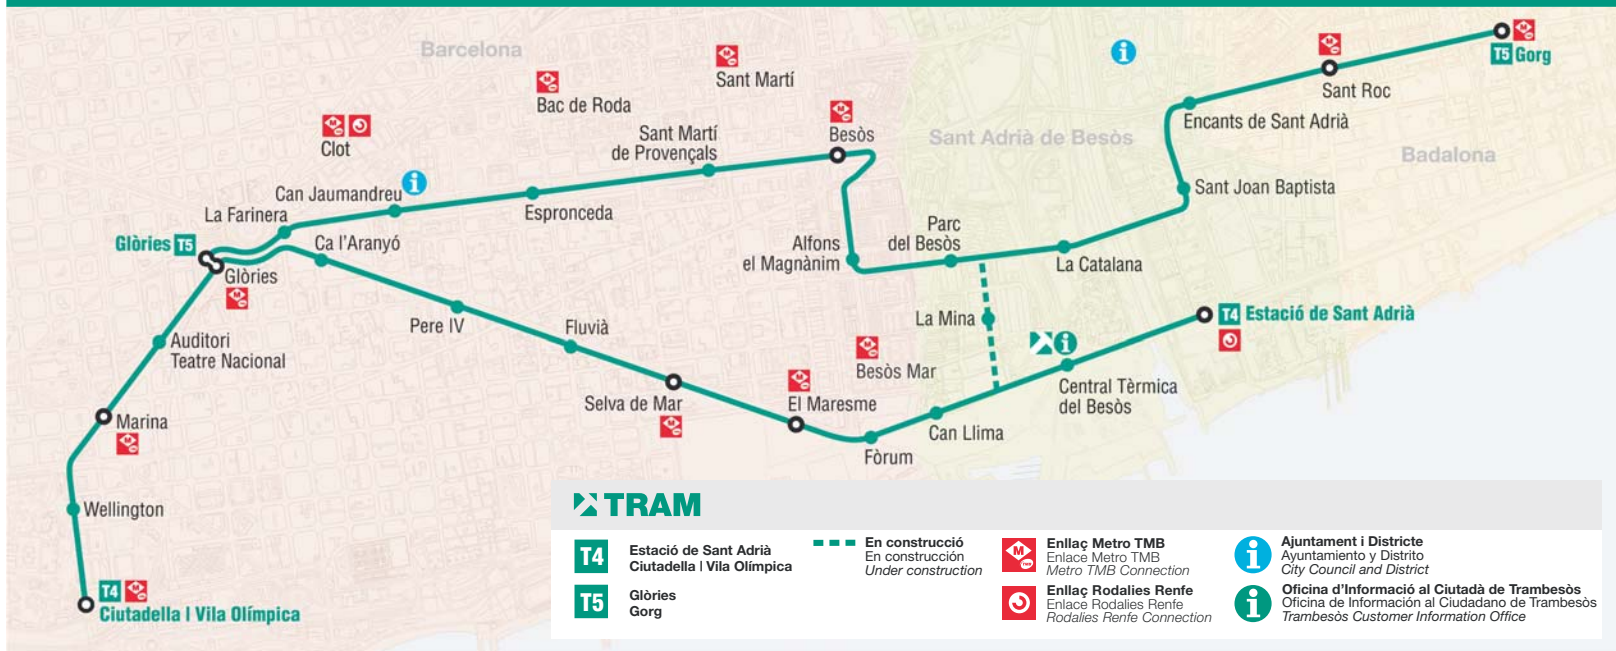 Barcelona
Sant Adrià de Besòs
Badalona
T5 Gorg
Sant Roc
Encants de Sant Adrià
Sant Joan Baptista
La Catalana
Parc
del Besòs
Alfons
el Magnànim
Besòs
Sant Martí
Bac de Roda
Sant Martí
de Provençals
Espronceda
Clot
Can Jaumandreu
La Farinera
Glòries T5
Glòries
Ca l'Aranyó
Pere IV
Fluvià
Selva de Mar
El Maresme
Besòs Mar
Fòrum
Can Llima
La Mina
Central Tèrmica
del Besòs
T4 Estació de Sant Adrià
Auditori
Teatre Nacional
Marina
Wellington
T4
Ciutadella | Vila Olímpica
TRAM
T4
Estació de Sant Adrià
Ciutadella | Vila Olímpica
T5
Glòries
Gorg
En construcció
En construcción
Under construction
Enllaç Metro TMB
Enlace Metro TMB
Metro TMB Connection
Enllaç Rodalies Renfe
Enlace Rodalies Renfe
Rodalies Renfe Connection
Ajuntament i Districte
Ayuntamiento y Distrito
City Council and District
Oficina d'Informació al Ciutadà de Trambesòs
Oficina de Información al Ciudadano de Trambesòs
Trambesòs Customer Information Office